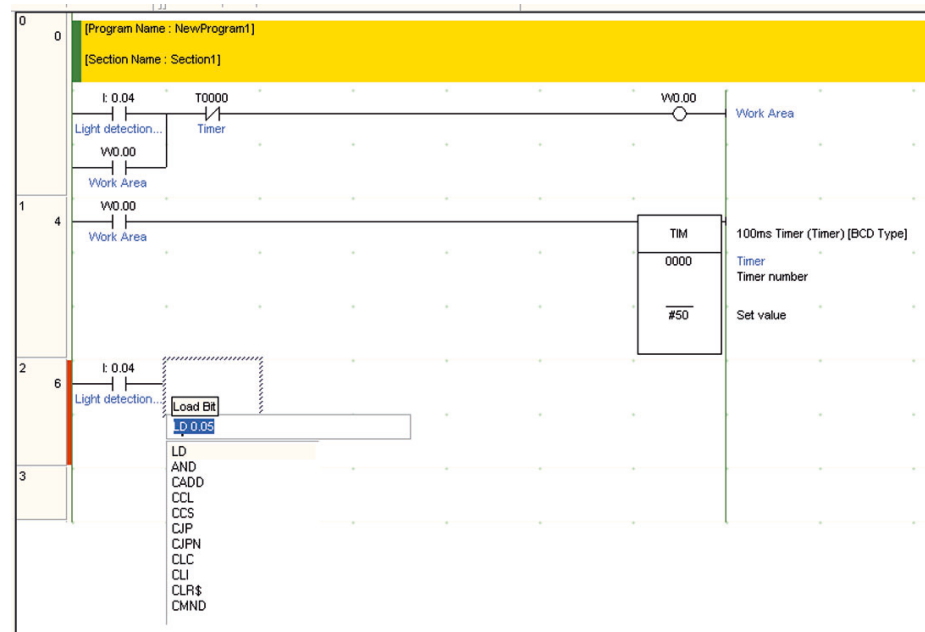 0
0
[Program Name : NewProgram1]
[Section Name : Section1]
I: 0.04 T0000 W0.00
Work Area
Light detection... Timer
W0.00
Work Area
1
4
W0.00
Work Area
TIM 100ms Timer (Timer) [BCD Type]
0000 Timer
Timer number
#50 Set value
2
6
I: 0.04
Light detection...
Load Bit
LD 0.05
LD
AND
CADD
CCL
CCS
CJP
CJPN
CLC
CLI
CLR$
CMND
3